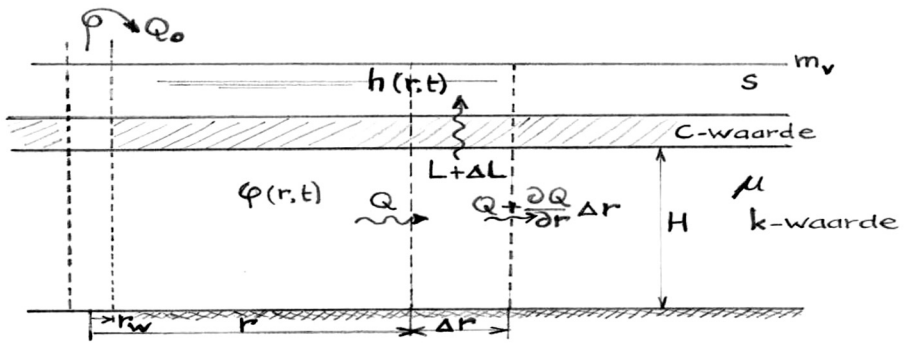 Q₀
m_v
h(r,t) S
C-waarde
L+ΔL
φ(r,t) Q Q + ∂Q/∂r Δr H μ
k-waarde
r_w r Δr